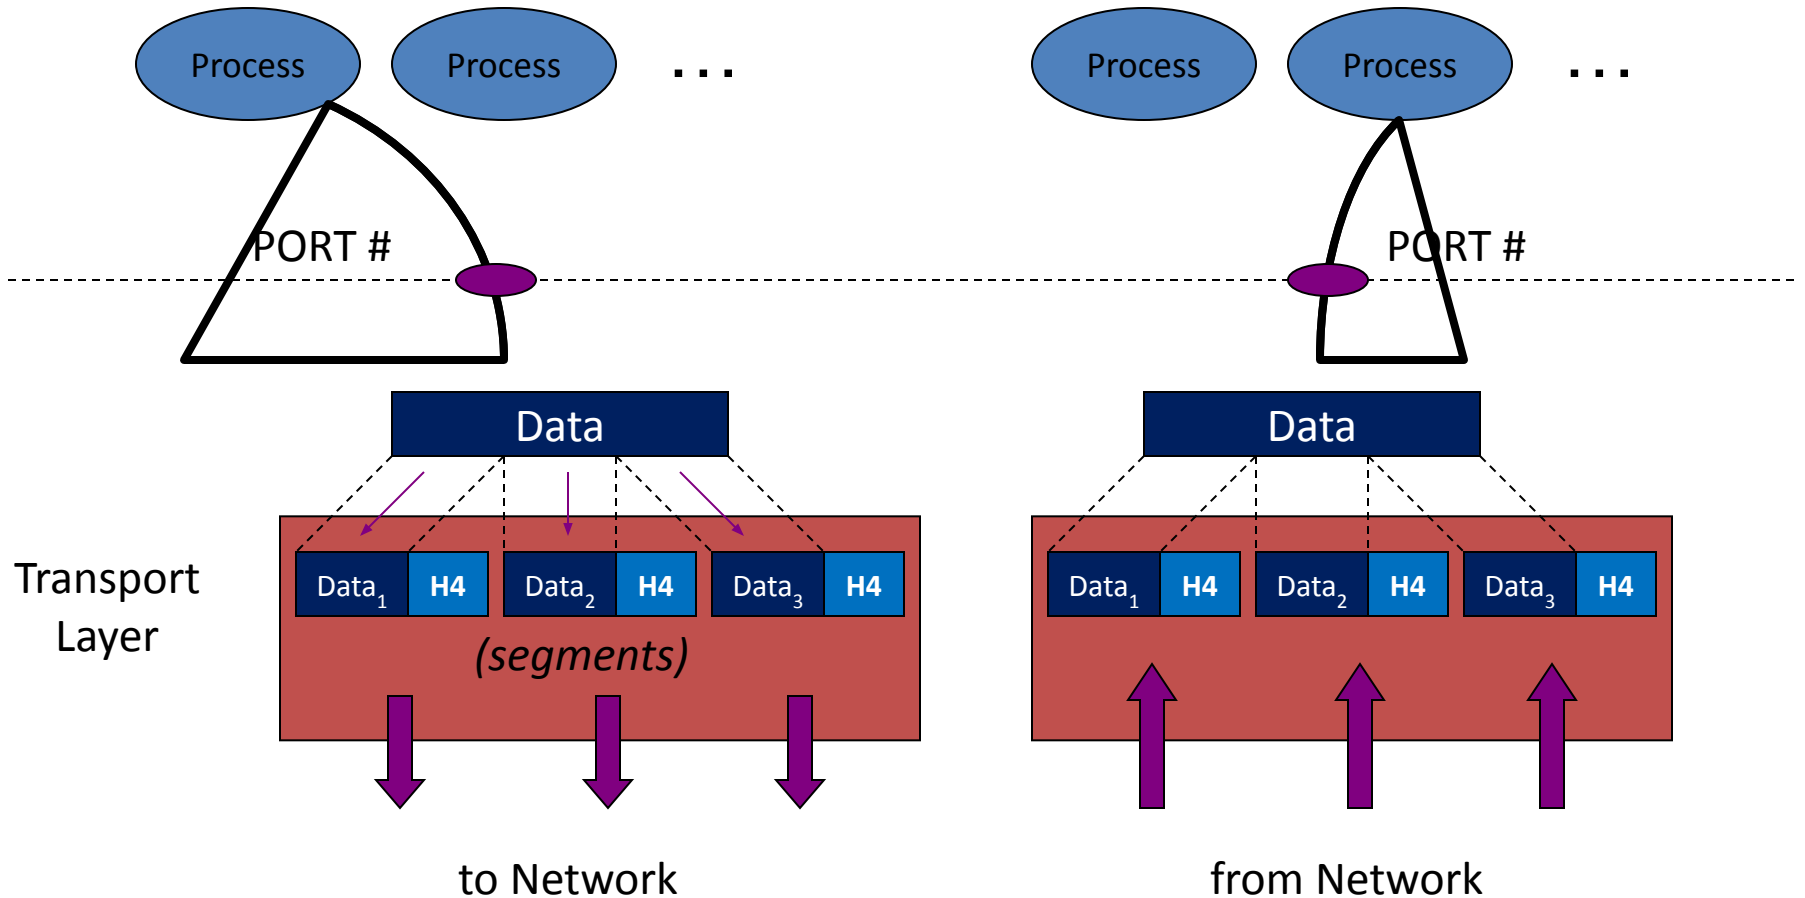 Process Process ... Process Process ...
PORT # PORT #
Data Data
Data1 H4 Data2 H4 Data3 H4 Data1 H4 Data2 H4 Data3 H4
Transport
Layer
(segments)
to Network from Network